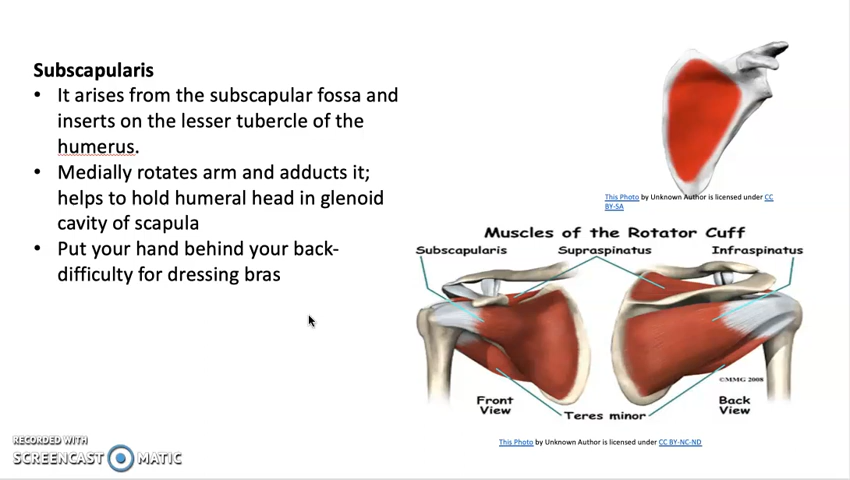 Subscapularis
• It arises from the subscapular fossa and
inserts on the lesser tubercle of the
humerus.
• Medially rotates arm and adducts it;
helps to hold humeral head in glenoid
cavity of scapula
• Put your hand behind your back-
difficulty for dressing bras
This Photo by Unknown Author is licensed under CC
BY-SA
Muscles of the Rotator Cuff
Subscapularis Supraspinatus Infraspinatus
©MMG 2008
Front
View
Back
View
Teres minor
This Photo by Unknown Author is licensed under CC BY-NC-ND
RECORDED WITH
SCREENCAST MATIC